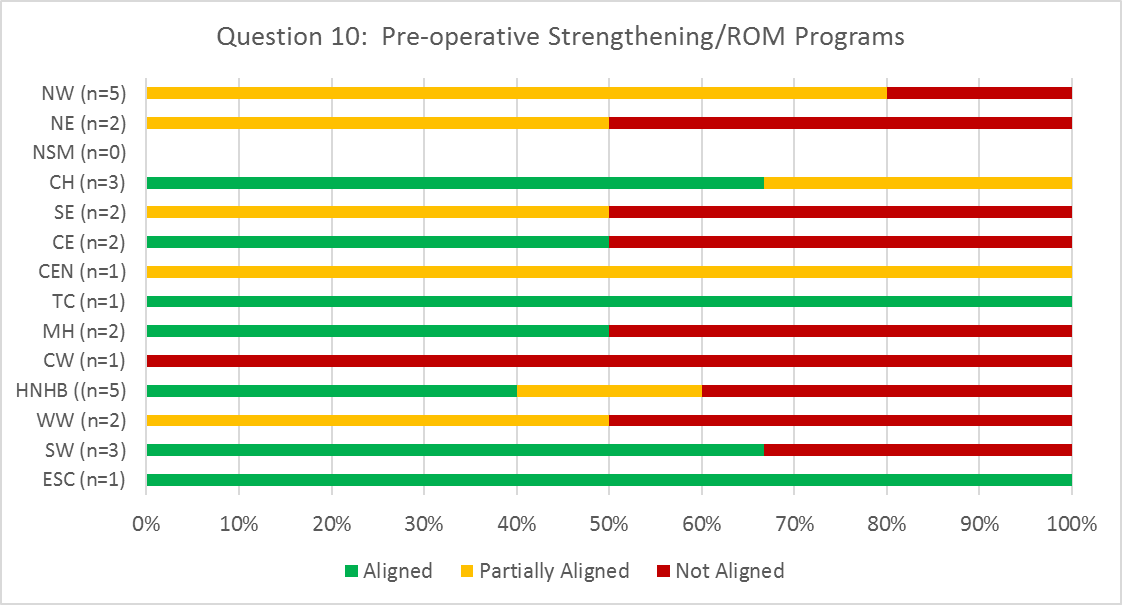 Question 10:  Pre-operative Strengthening/ROM Programs
NW (n=5)
NE (n=2)
NSM (n=0)
CH (n=3)
SE (n=2)
CE (n=2)
CEN (n=1)
TC (n=1)
MH (n=2)
CW (n=1)
HNHB ((n=5)
WW (n=2)
SW (n=3)
ESC (n=1)
0% 10% 20% 30% 40% 50% 60% 70% 80% 90% 100%
Aligned Partially Aligned Not Aligned